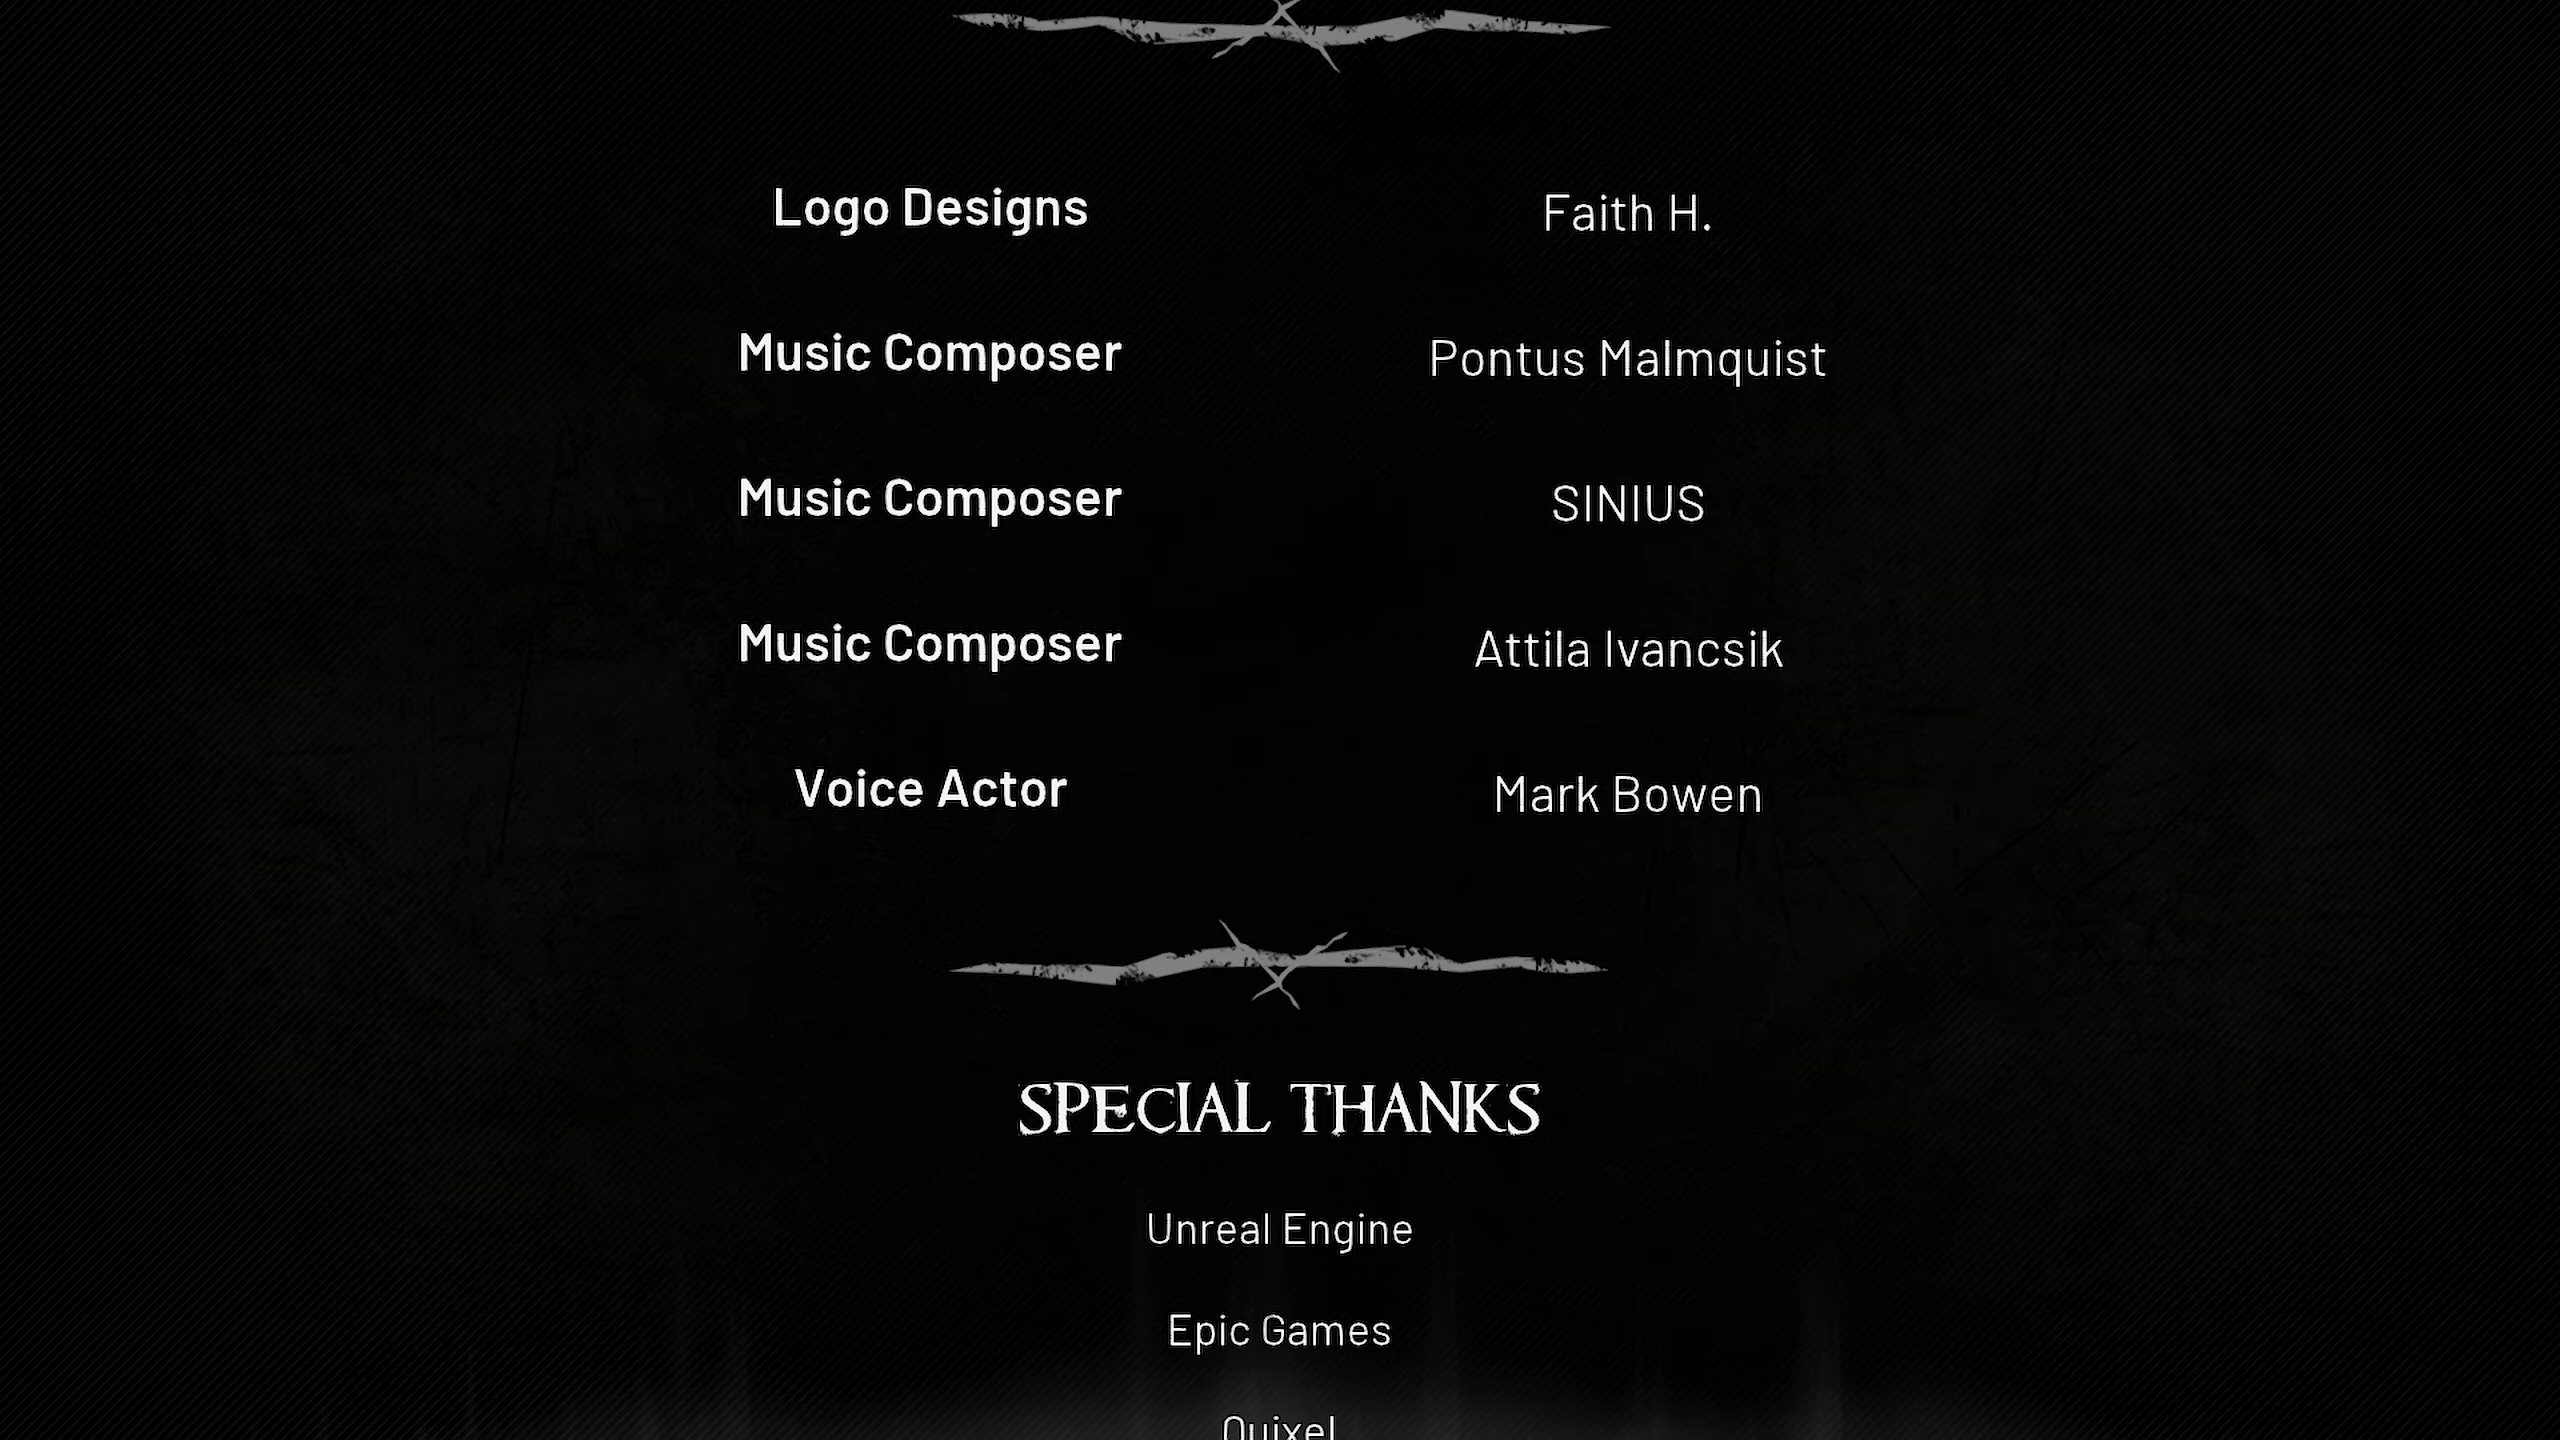 Logo Designs Faith H.
Music Composer Pontus Malmquist
Music Composer SINIUS
Music Composer Attila Ivancsik
Voice Actor Mark Bowen
SPECIAL THANKS
Unreal Engine
Epic Games
Quixel